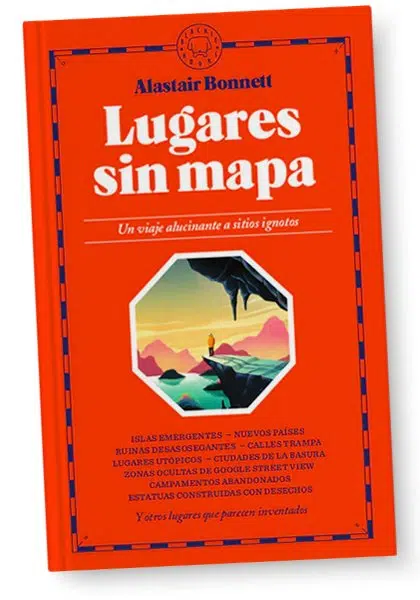 BLACKIE BOOKS
Alastair Bonnett
Lugares
sin mapa
Un viaje alucinante a sitios ignotos
ISLAS EMERGENTES – NUEVOS PAÍSES
RUINAS DESASOSEGANTES – CALLES TRAMPA
LUGARES UTÓPICOS – CIUDADES DE LA BASURA
ZONAS OCULTAS DE GOOGLE STREET VIEW
CAMPAMENTOS ABANDONADOS
ESTATUAS CONSTRUIDAS CON DESECHOS
Y otros lugares que parecen inventados